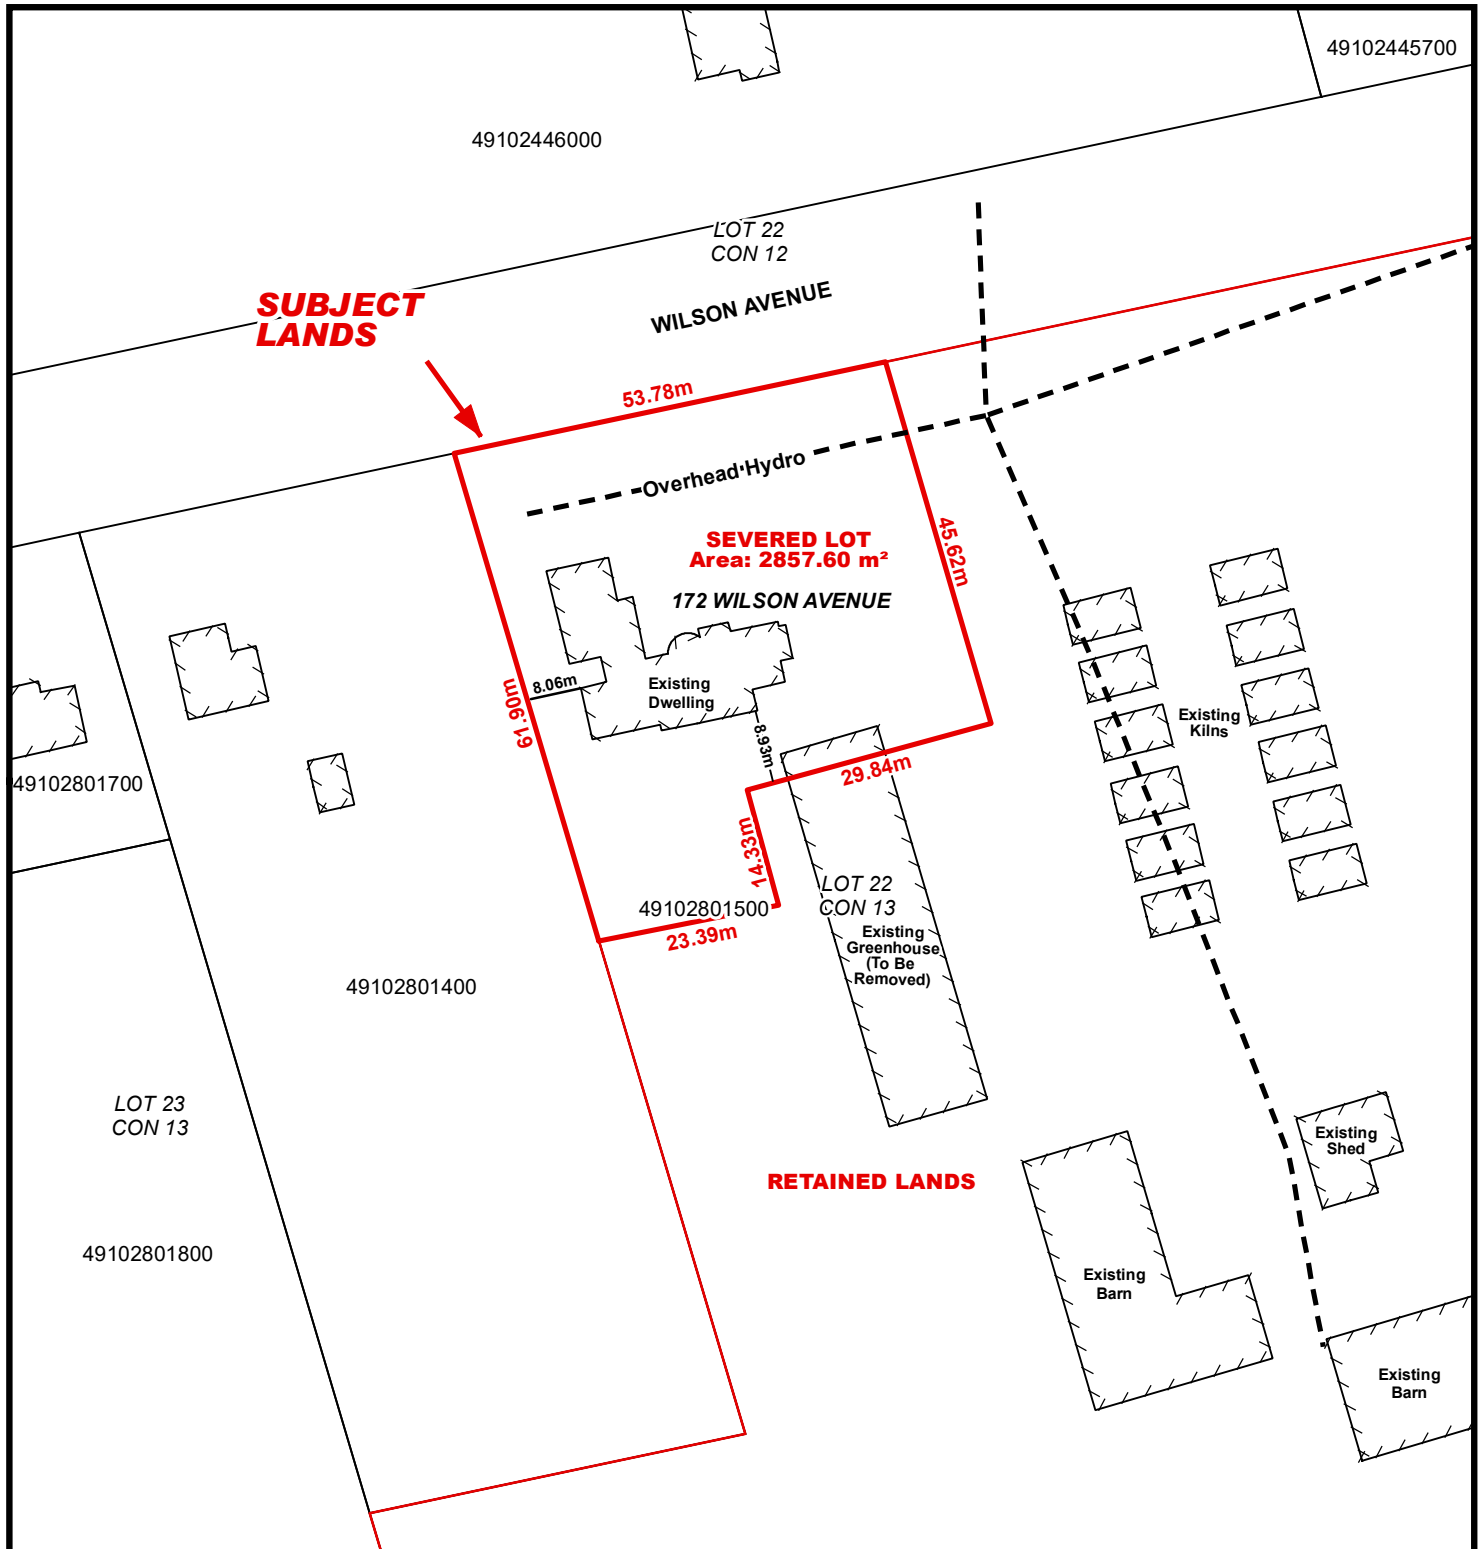 49102445700
49102446000
LOT 22
CON 12
WILSON AVENUE
SUBJECT
LANDS
53.78m
Overhead Hydro
SEVERED LOT
Area: 2857.60 m²
45.62m
172 WILSON AVENUE
Existing
Dwelling
8.06m
61.90m
8.93m
Existing
Kilns
29.84m
49102801700
14.33m
LOT 22
CON 13
49102801500
23.39m
Existing
Greenhouse
(To Be
Removed)
49102801400
LOT 23
CON 13
Existing
Shed
RETAINED LANDS
49102801800
Existing
Barn
Existing
Barn